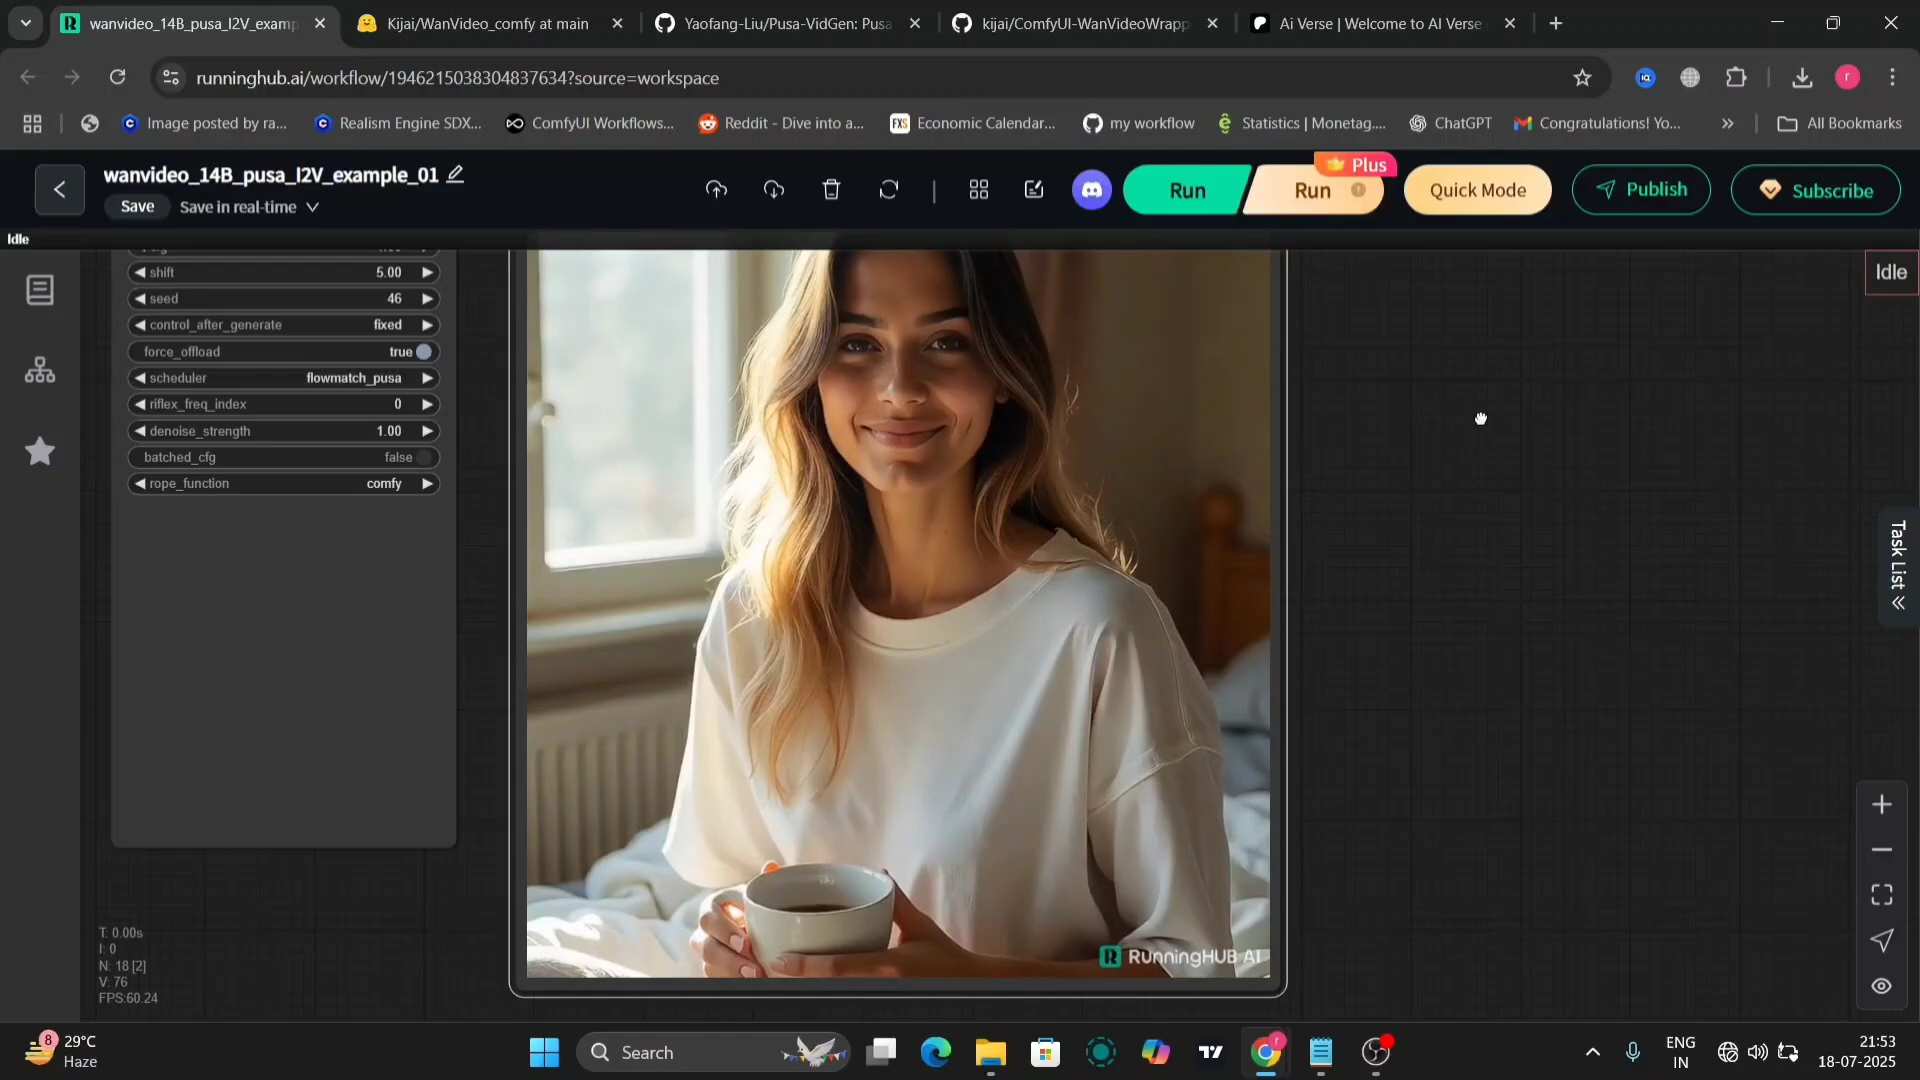 wanvideo_14B_pusa_I2V_examp
Kijai/WanVideo_comfy at main
Yaofang-Liu/Pusa-VidGen: Pusa
kijai/ComfyUI-WanVideoWrapp
Ai Verse | Welcome to AI Verse
runninghub.ai/workflow/1946215038304837634?source=workspace
r
Image posted by ra...
Realism Engine SDX...
ComfyUI Workflows...
Reddit - Dive into a...
FXS Economic Calendar...
my workflow
Statistics | Monetag....
ChatGPT
Congratulations! Yo...
All Bookmarks
wanvideo_14B_pusa_I2V_example_01
Save
Save in real-time
Run
Plus
Run
Quick Mode
Publish
Subscribe
Idle
Idle
shift 5.00
seed 46
control_after_generate fixed
force_offload true
scheduler flowmatch_pusa
riflex_freq_index 0
denoise_strength 1.00
batched_cfg false
rope_function comfy
Task List
RunningHUB AI
T: 0.00s
I: 0
N: 18 [2]
V: 76
FPS:60.24
8
29°C
Haze
Search
ENG
IN
21:53
18-07-2025